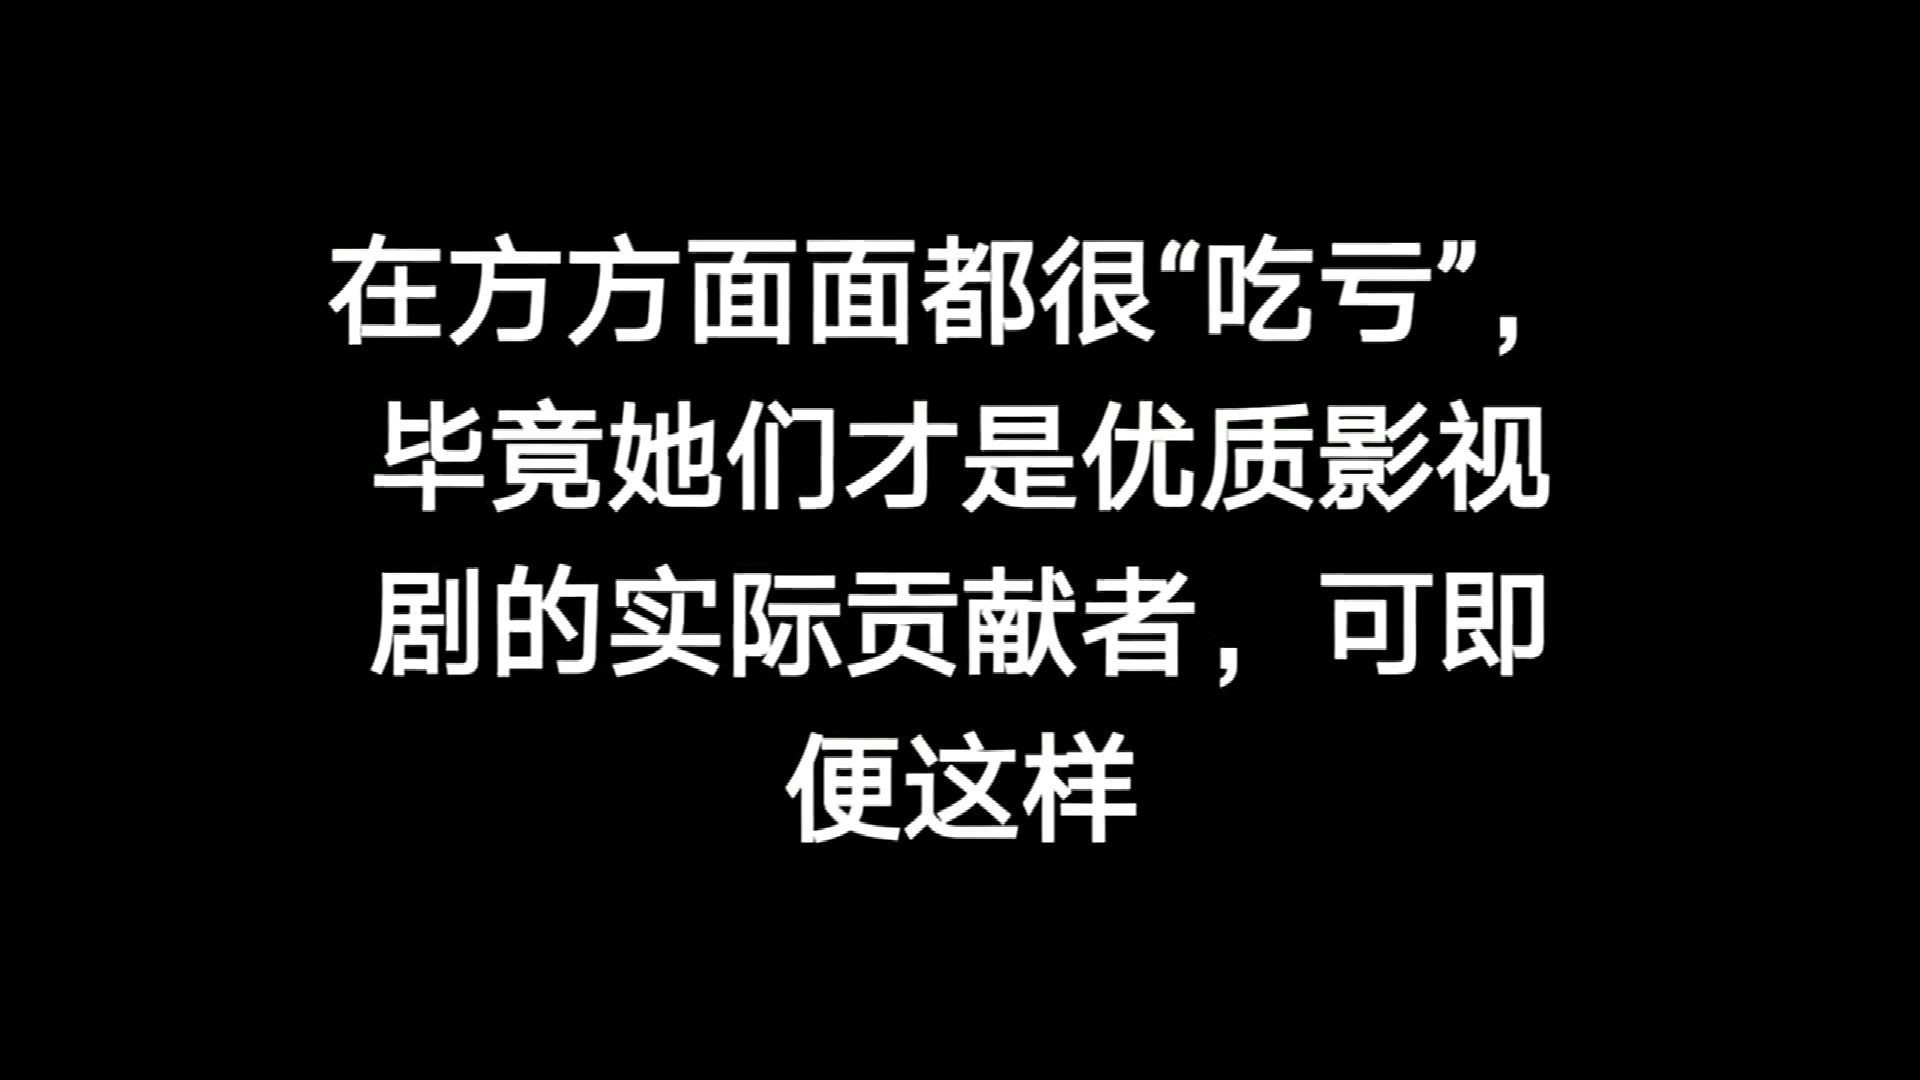 在方方面面都很“吃亏”，
毕竟她们才是优质影视
剧的实际贡献者，可即
便这样